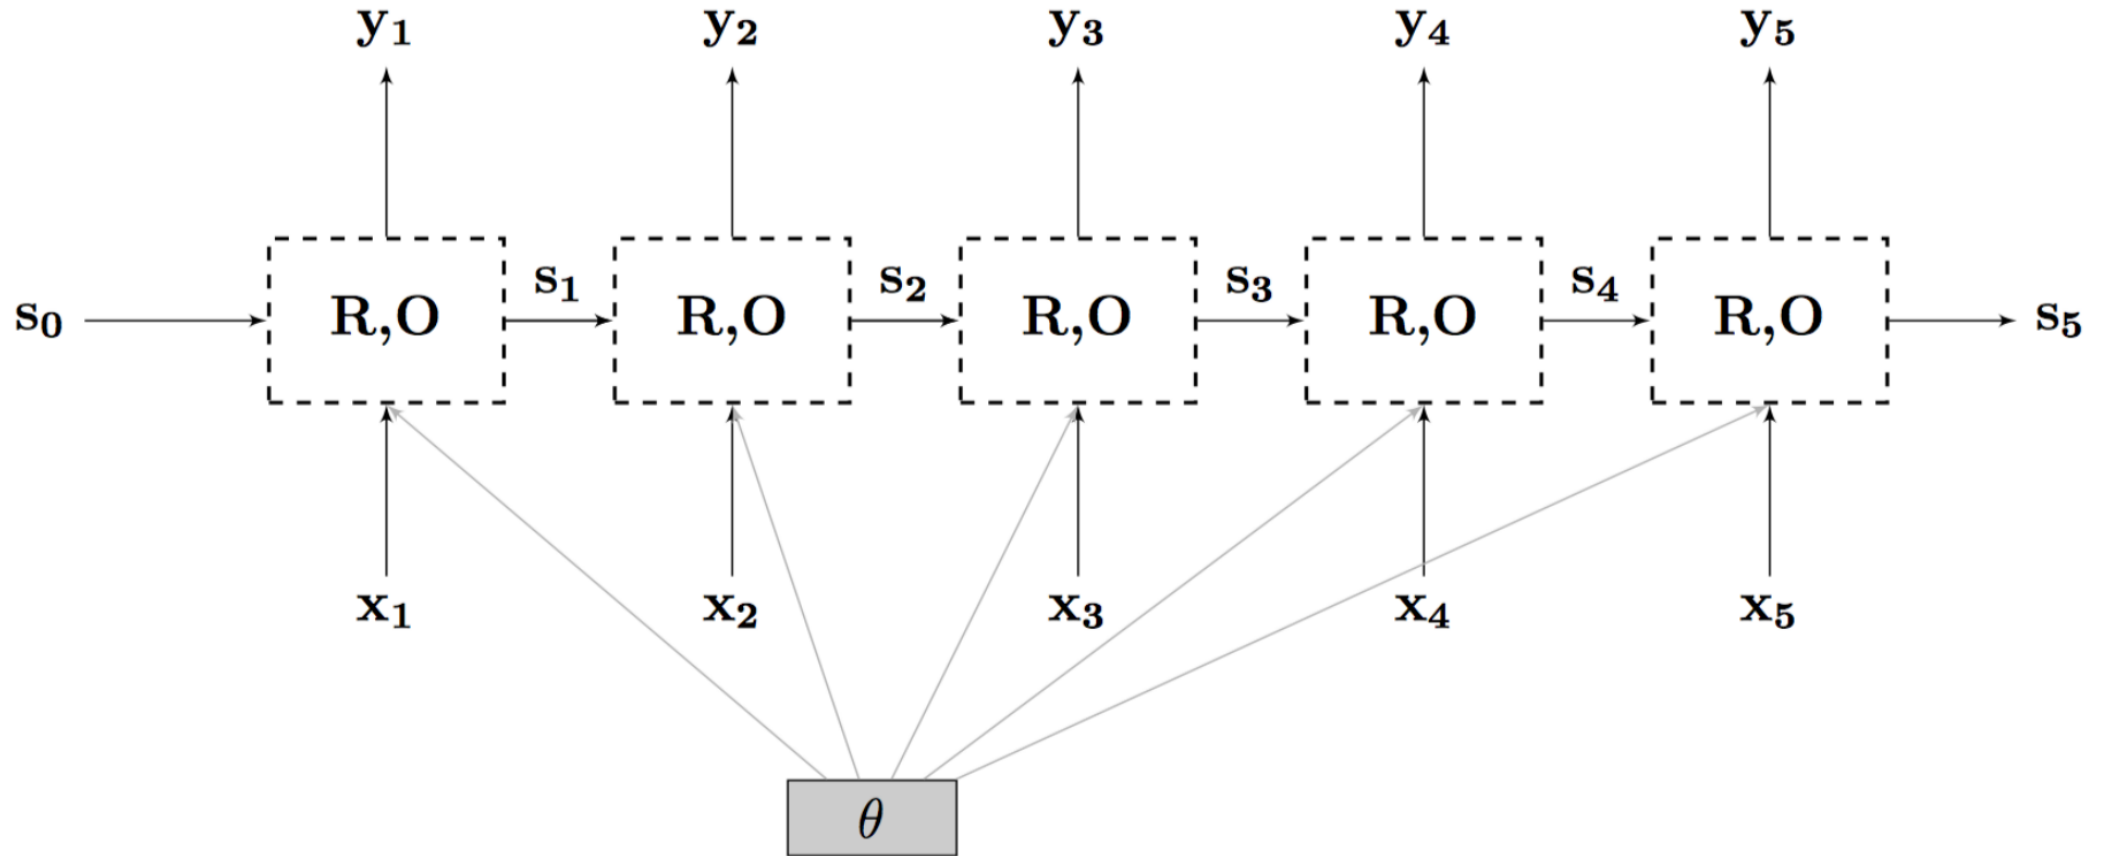 y₁ y₂ y₃ y₄ y₅
s₀ R,O s₁ R,O s₂ R,O s₃ R,O s₄ R,O s₅
x₁ x₂ x₃ x₄ x₅
θ